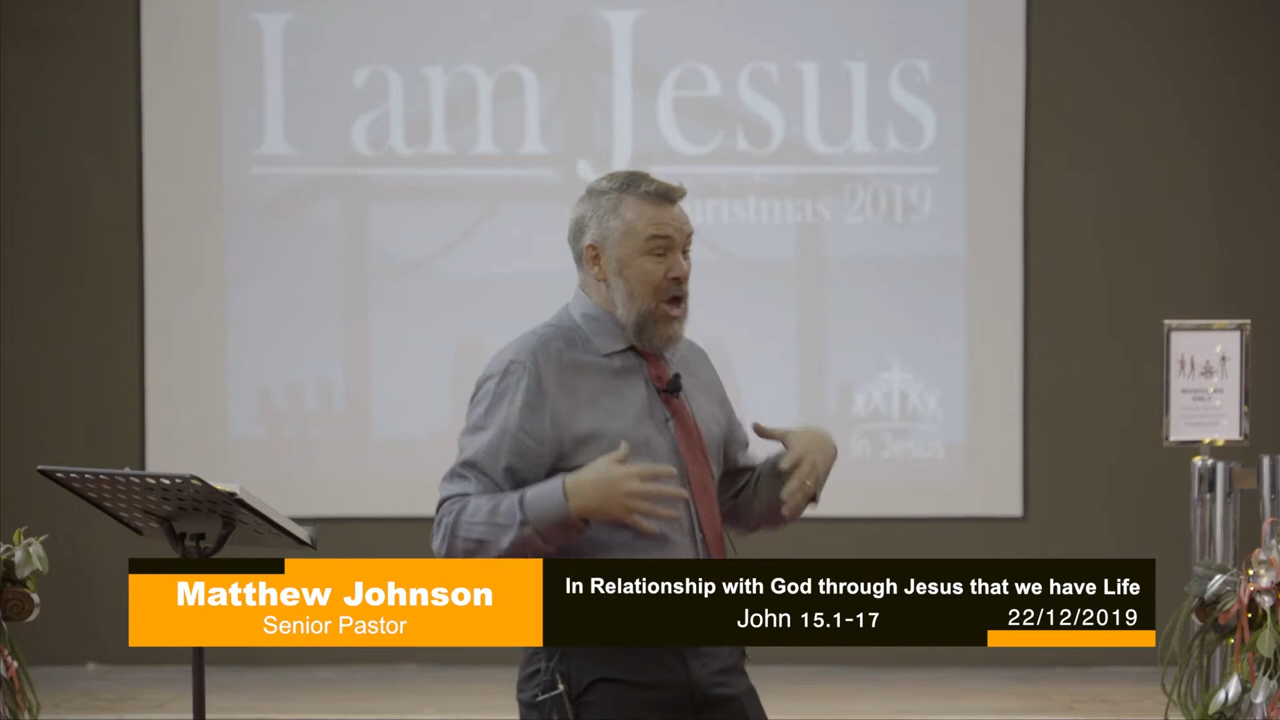 I am Jesus
Christmas 2019
in Jesus
Matthew Johnson
Senior Pastor
In Relationship with God through Jesus that we have Life
John 15.1-17
22/12/2019